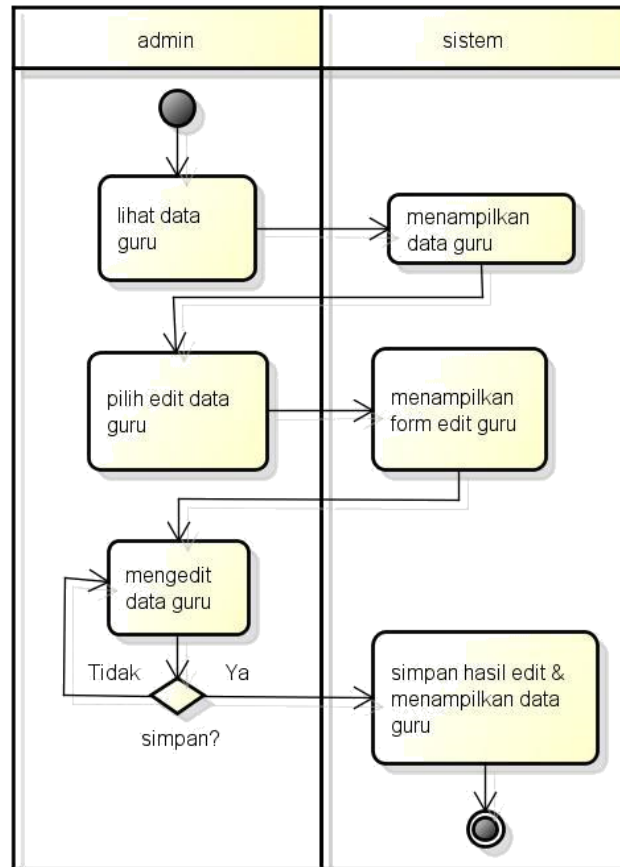 admin
sistem
lihat data
guru
menampilkan
data guru
pilih edit data
guru
menampilkan
form edit guru
mengedit
data guru
Tidak
Ya
simpan?
simpan hasil edit &
menampilkan data
guru